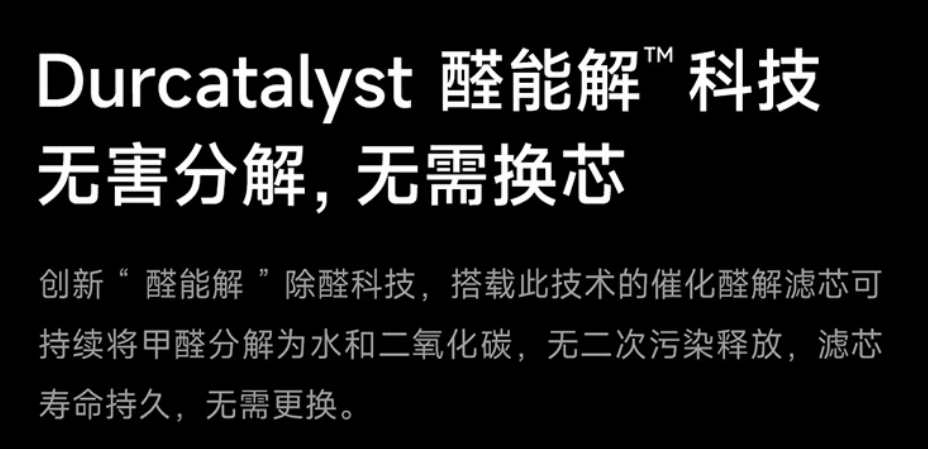 Durcatalyst 醛能解™科技
无害分解，无需换芯
创新“醛能解”除醛科技，搭载此技术的催化醛解滤芯可
持续将甲醛分解为水和二氧化碳，无二次污染释放，滤芯
寿命持久，无需更换。